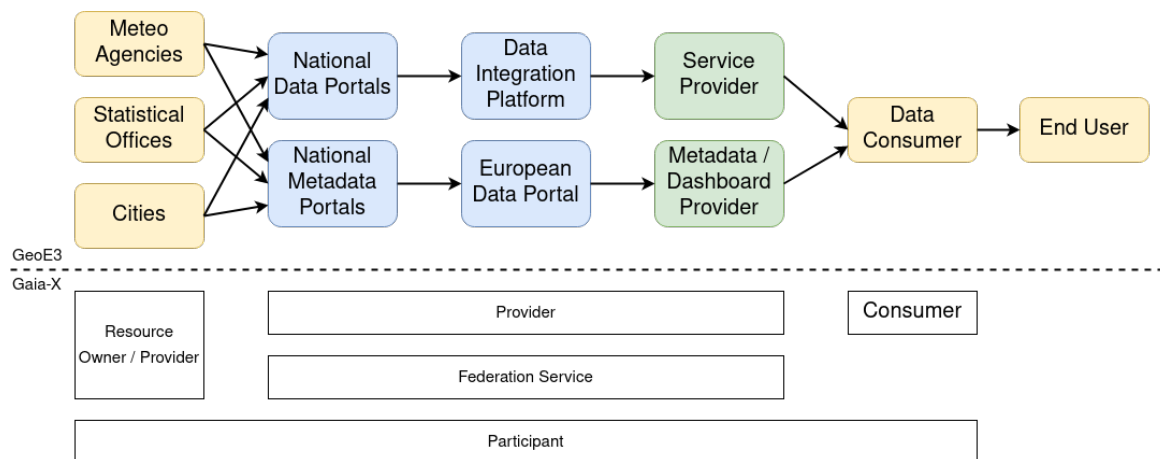 Meteo
Agencies
Statistical
Offices
Cities
National
Data Portals
National
Metadata
Portals
Data
Integration
Platform
European
Data Portal
Service
Provider
Metadata /
Dashboard
Provider
Data
Consumer
End User
GeoE3
Gaia-X
Resource
Owner / Provider
Provider
Consumer
Federation Service
Participant